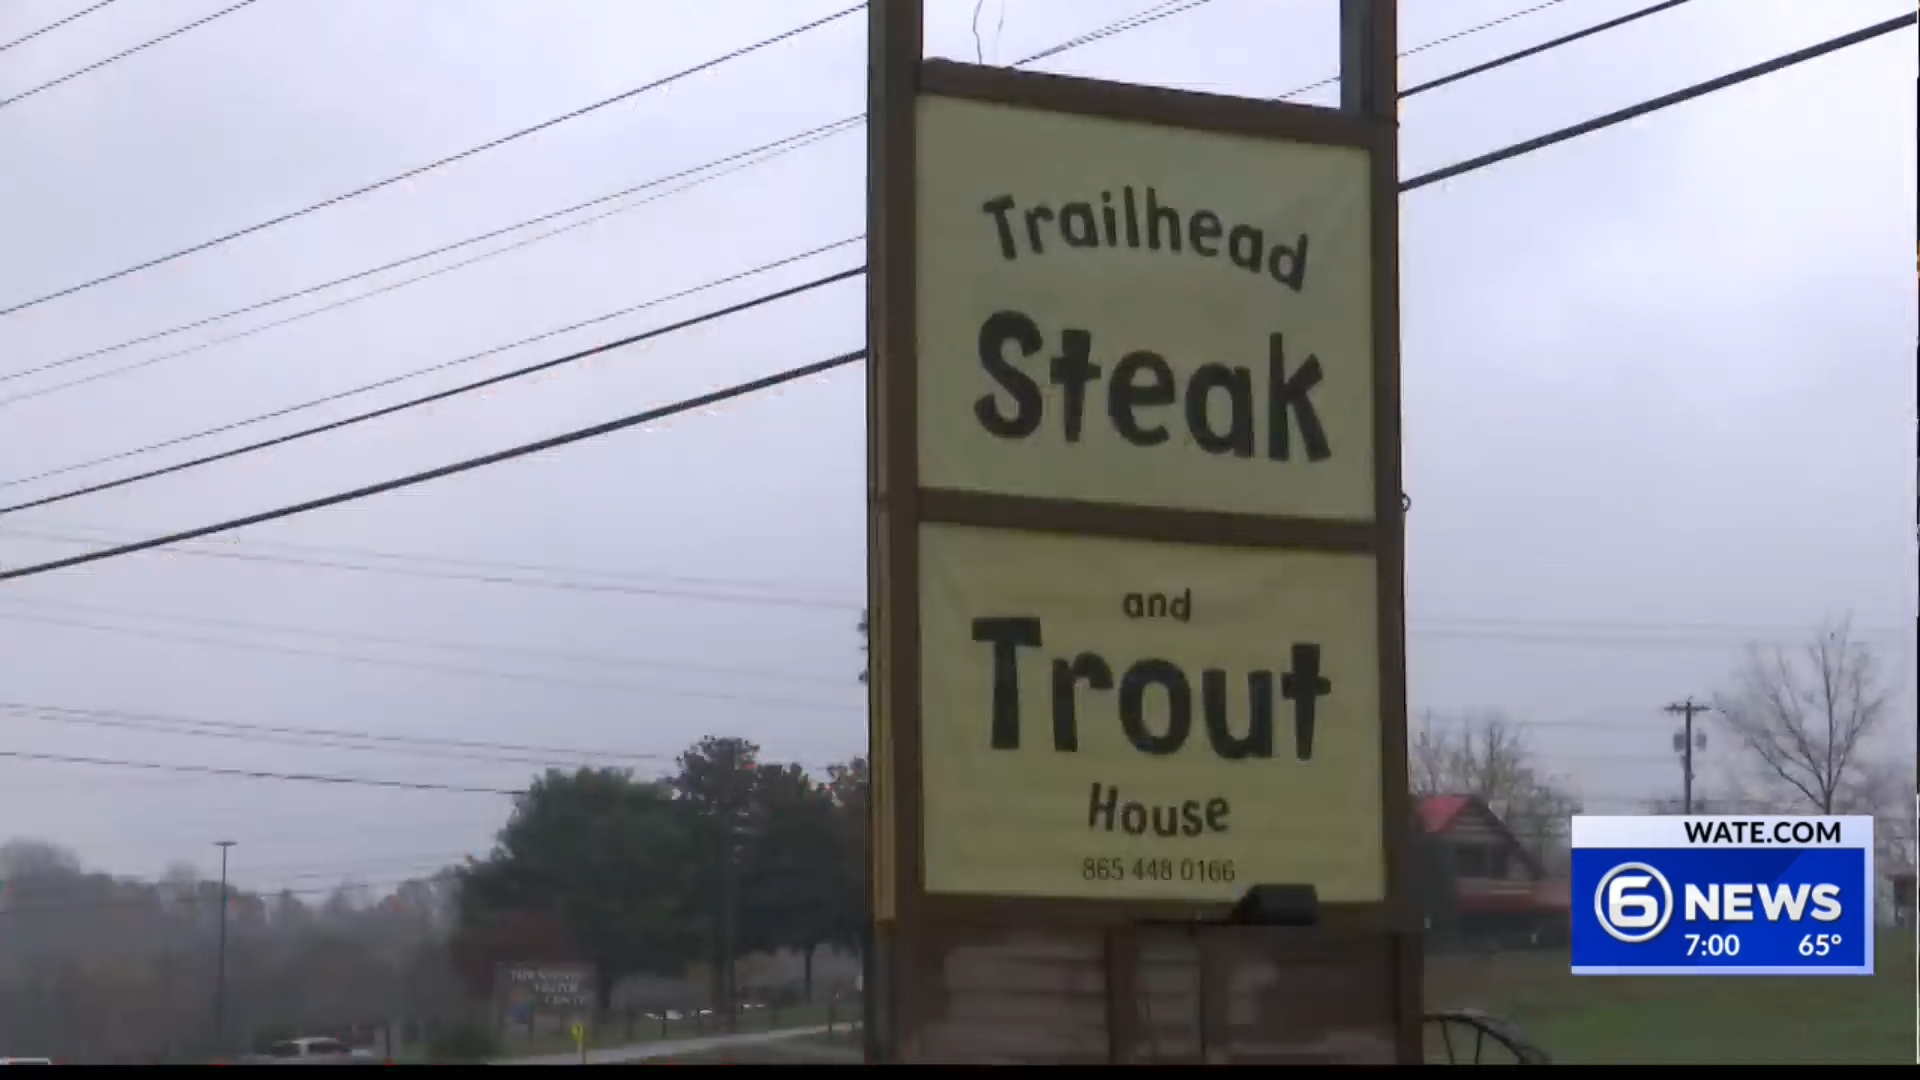 Trailhead
Steak
and
Trout
House
865 448 0166
WATE.COM
6 NEWS
7:00 65°